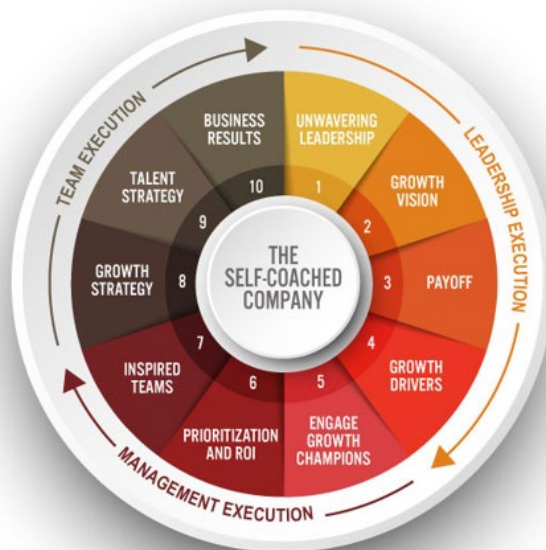 THE
SELF-COACHED
COMPANY
UNWAVERING
LEADERSHIP
1
GROWTH
VISION
2
PAYOFF
3
GROWTH
DRIVERS
4
ENGAGE
GROWTH
CHAMPIONS
5
PRIORITIZATION
AND ROI
6
INSPIRED
TEAMS
7
GROWTH
STRATEGY
8
TALENT
STRATEGY
9
BUSINESS
RESULTS
10
LEADERSHIP EXECUTION
MANAGEMENT EXECUTION
TEAM EXECUTION